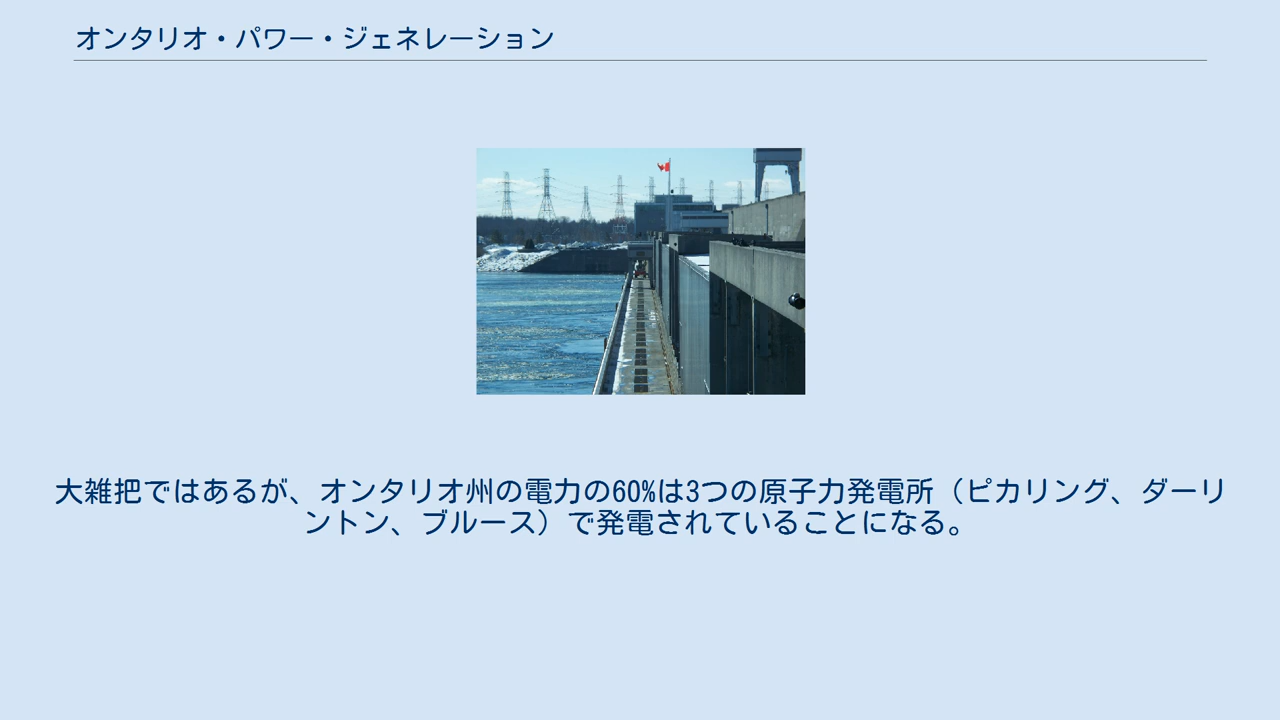 オンタリオ・パワー・ジェネレーション
大雑把ではあるが、オンタリオ州の電力の60%は3つの原子力発電所（ピカリング、ダーリ
ントン、ブルース）で発電されていることになる。